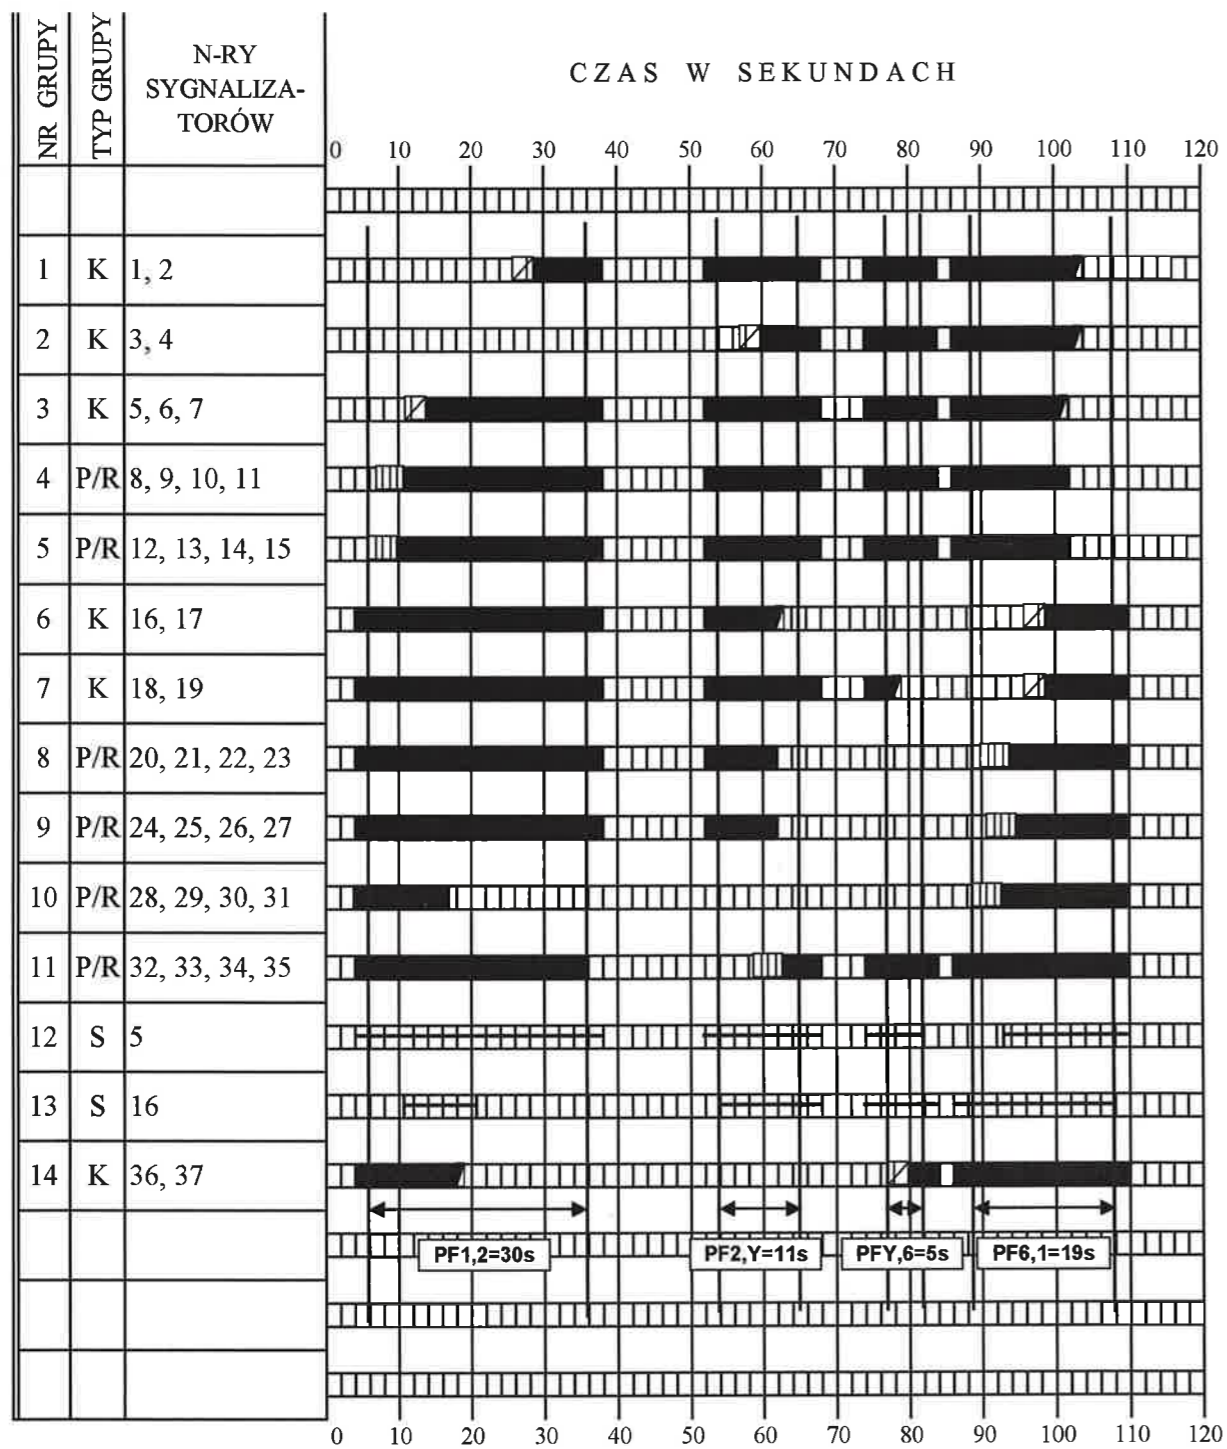 NR GRUPY
TYP GRUPY
N-RY
SYGNALIZA-
TORÓW
CZAS W SEKUNDACH
0 10 20 30 40 50 60 70 80 90 100 110 120
1 K 1, 2
2 K 3, 4
3 K 5, 6, 7
4 P/R 8, 9, 10, 11
5 P/R 12, 13, 14, 15
6 K 16, 17
7 K 18, 19
8 P/R 20, 21, 22, 23
9 P/R 24, 25, 26, 27
10 P/R 28, 29, 30, 31
11 P/R 32, 33, 34, 35
12 S 5
13 S 16
14 K 36, 37
PF1,2=30s PF2,Y=11s PFY,6=5s PF6,1=19s
0 10 20 30 40 50 60 70 80 90 100 110 120